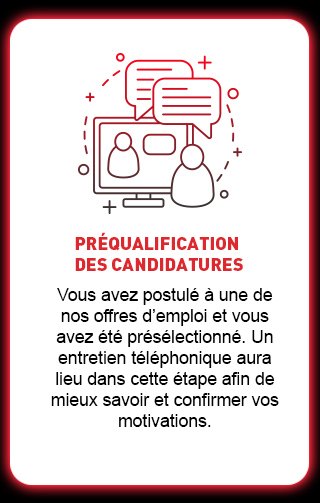 PRÉQUALIFICATION
DES CANDIDATURES
Vous avez postulé à une de
nos offres d’emploi et vous
avez été présélectionné. Un
entretien téléphonique aura
lieu dans cette étape afin de
mieux savoir et confirmer vos
motivations.